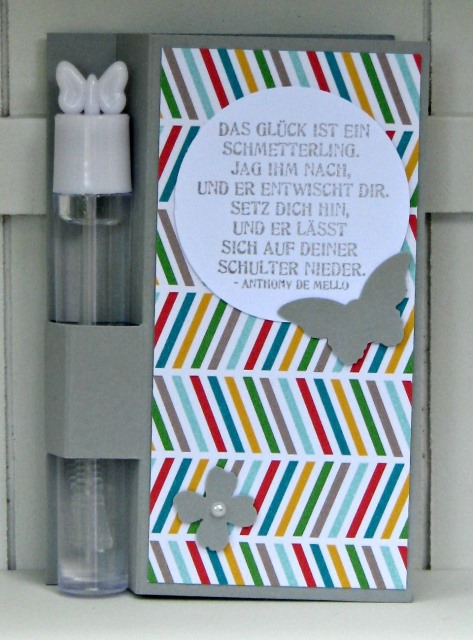 DAS GLÜCK IST EIN
SCHMETTERLING.
JAG IHM NACH,
UND ER ENTWISCHT DIR.
SETZ DICH HIN,
UND ER LÄSST
SICH AUF DEINER
SCHULTER NIEDER.
- ANTHONY DE MELLO